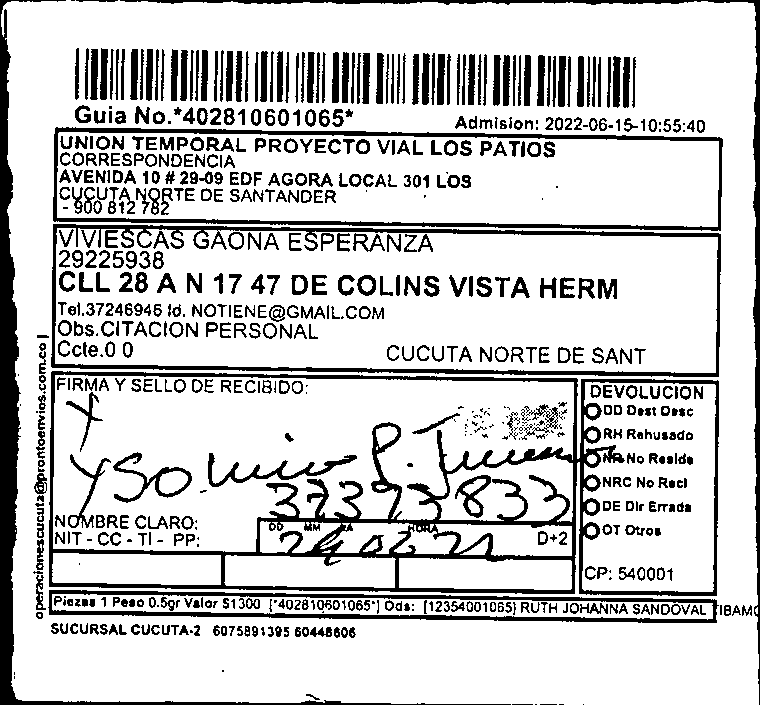 Guia No.*402810601065*
Admision: 2022-06-15-10:55:40
UNION TEMPORAL PROYECTO VIAL LOS PATIOS
CORRESPONDENCIA
AVENIDA 10 # 29-09 EDF AGORA LOCAL 301 LOS
CUCUTA NORTE DE SANTANDER
- 900 812 782
VIVIESCAS GAONA ESPERANZA
29225938
CLL 28 A N 17 47 DE COLINS VISTA HERM
Tel.37246946 Id. NOTIENE@GMAIL.COM
Obs.CITACION PERSONAL
Ccte.0 0 CUCUTA NORTE DE SANT
operacionescucuta@prontoenvios.com.co |
FIRMA Y SELLO DE RECIBIDO:
37393833
NOMBRE CLARO:
NIT - CC - TI - PP:
DD MM AA HORA
D+2
DEVOLUCION
DD Dest Desc
RH Rehusado
NR No Reside
NRC No Recl
DE Dir Errada
OT Otros
CP: 540001
Piezas 1 Peso 0.5gr Valor $1300 [*402810601065*] Ods: [12354001065] RUTH JOHANNA SANDOVAL TIBAMO
SUCURSAL CUCUTA-2 6075891395 60448606